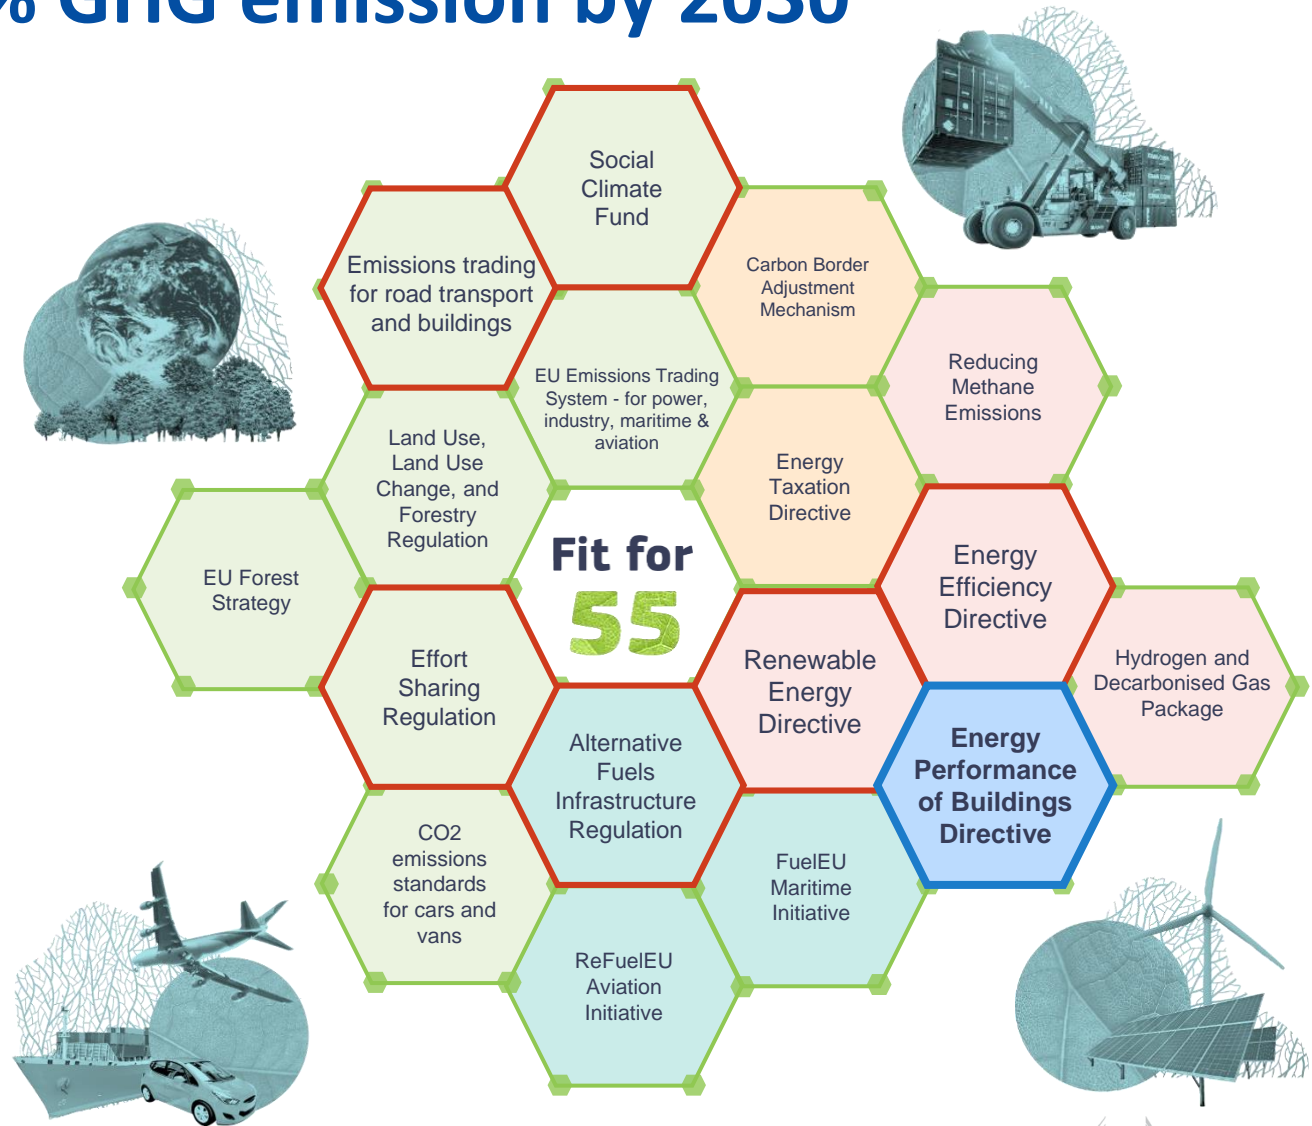 % GHG emission by 2030
Social
Climate
Fund
Emissions trading
for road transport
and buildings
Carbon Border
Adjustment
Mechanism
EU Emissions Trading
System - for power,
industry, maritime &
aviation
Reducing
Methane
Emissions
Land Use,
Land Use
Change, and
Forestry
Regulation
Energy
Taxation
Directive
EU Forest
Strategy
Fit for
55
Energy
Efficiency
Directive
Effort
Sharing
Regulation
Renewable
Energy
Directive
Hydrogen and
Decarbonised Gas
Package
Alternative
Fuels
Infrastructure
Regulation
Energy
Performance
of Buildings
Directive
CO2
emissions
standards
for cars and
vans
FuelEU
Maritime
Initiative
ReFuelEU
Aviation
Initiative